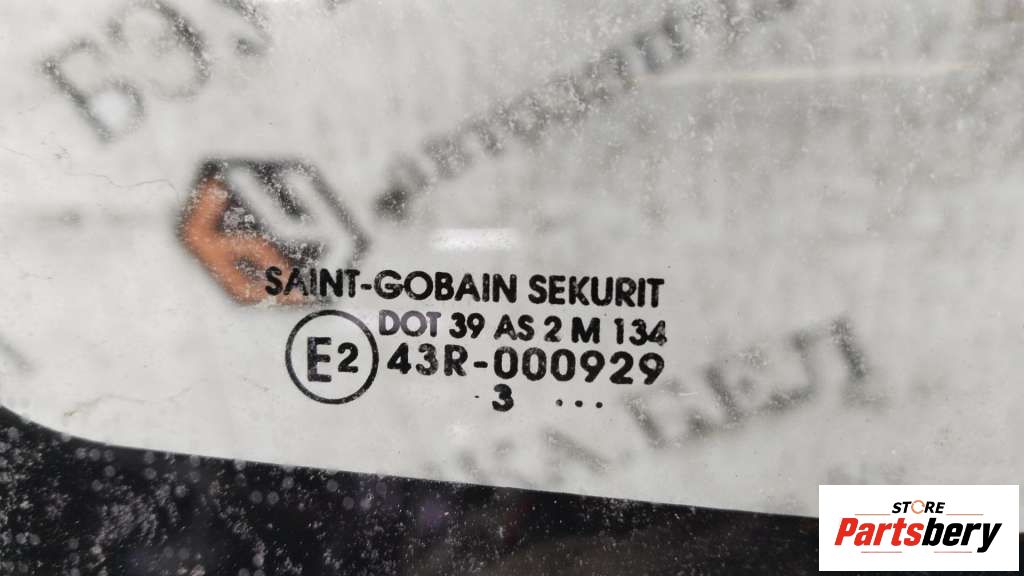 SAINT-GOBAIN SEKURIT
DOT 39 AS 2 M 134
E2 43R-000929
3 ...
STORE
Partsbery